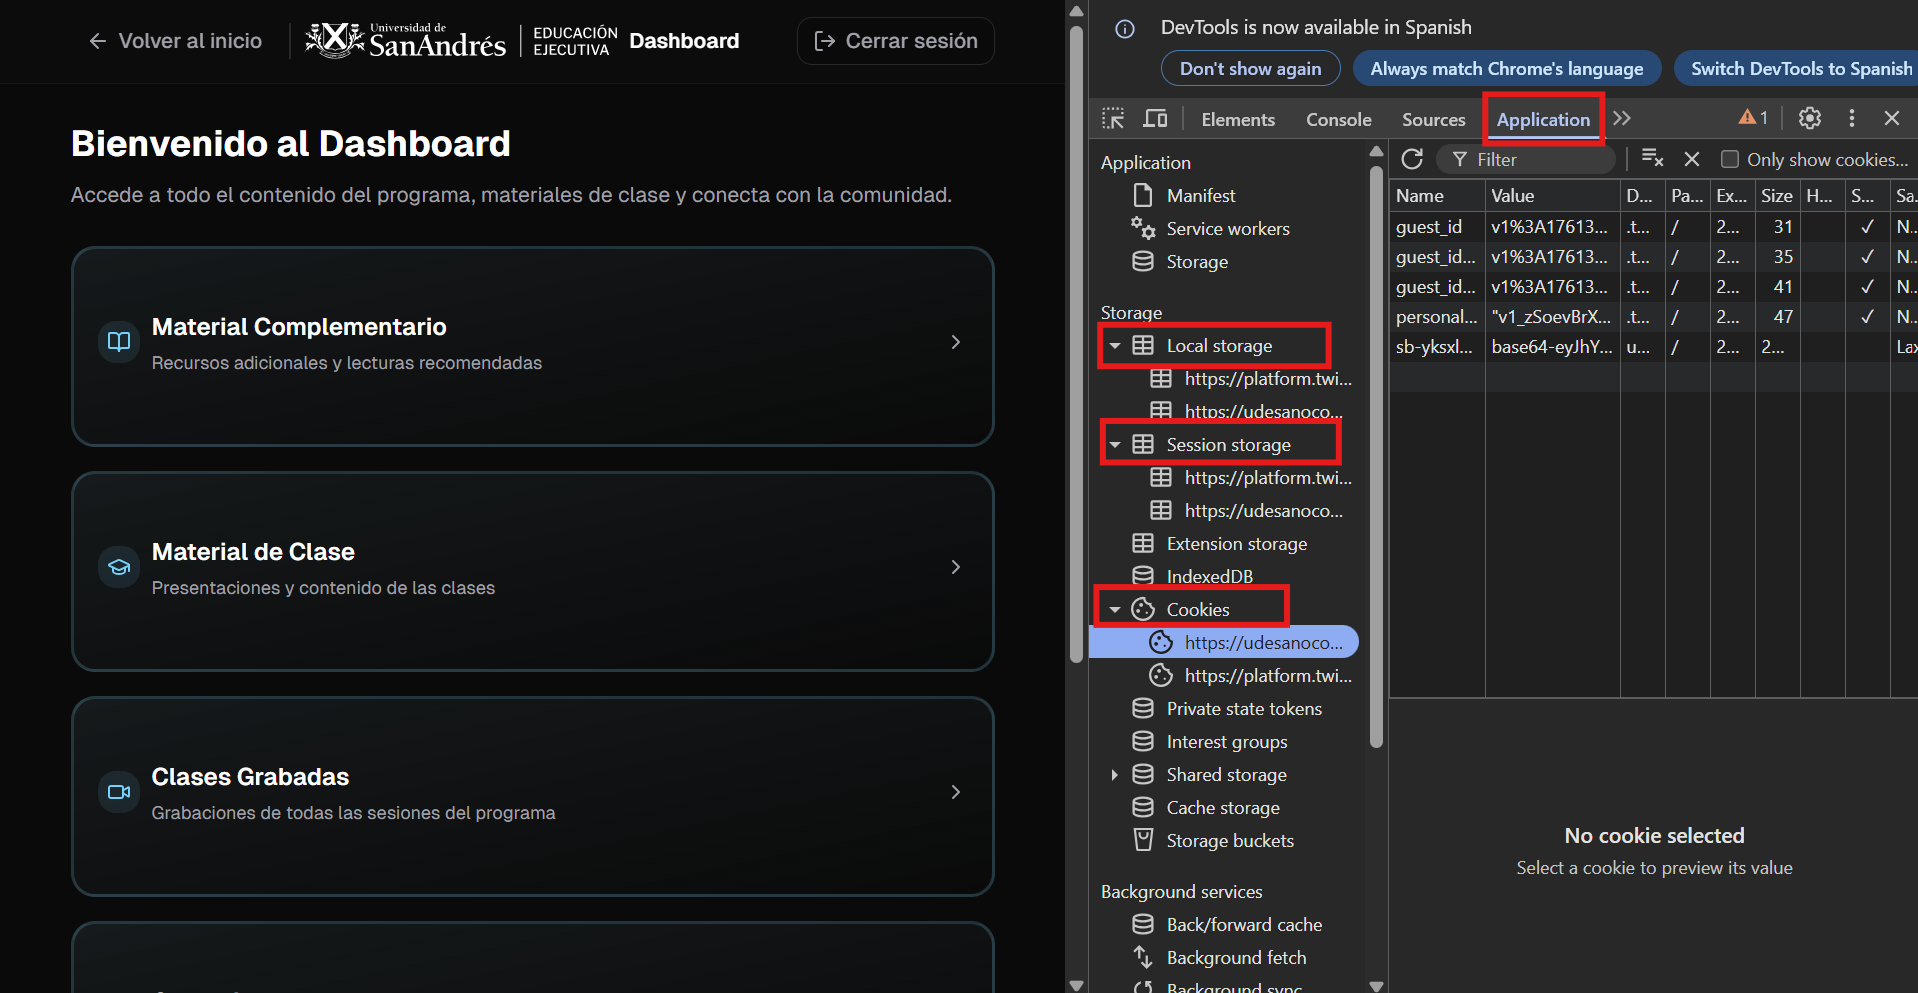 Volver al inicio
Universidad de
SanAndrés
EDUCACIÓN
EJECUTIVA
Dashboard
Cerrar sesión
Bienvenido al Dashboard
Accede a todo el contenido del programa, materiales de clase y conecta con la comunidad.
Material Complementario
Recursos adicionales y lecturas recomendadas
Material de Clase
Presentaciones y contenido de las clases
Clases Grabadas
Grabaciones de todas las sesiones del programa
DevTools is now available in Spanish
Don't show again
Always match Chrome's language
Switch DevTools to Spanish
Elements Console Sources Application 1
Application
Manifest
Service workers
Storage
Storage
Local storage
https://platform.twi...
https://udesanoco...
Session storage
https://platform.twi...
https://udesanoco...
Extension storage
IndexedDB
Cookies
https://udesanoco...
https://platform.twi...
Private state tokens
Interest groups
Shared storage
Cache storage
Storage buckets
Background services
Back/forward cache
Background fetch
Background sync
Filter Only show cookies...
Name Value D... Pa... Ex... Size H... S... Sa.
guest_id v1%3A17613... .t... / 2... 31 ✓ N..
guest_id... v1%3A17613... .t... / 2... 35 ✓ N..
guest_id... v1%3A17613... .t... / 2... 41 ✓ N..
personal... "v1_zSoevBrX... .t... / 2... 47 ✓ N..
sb-yksxl... base64-eyJhY... u... / 2... 2... Lax
No cookie selected
Select a cookie to preview its value